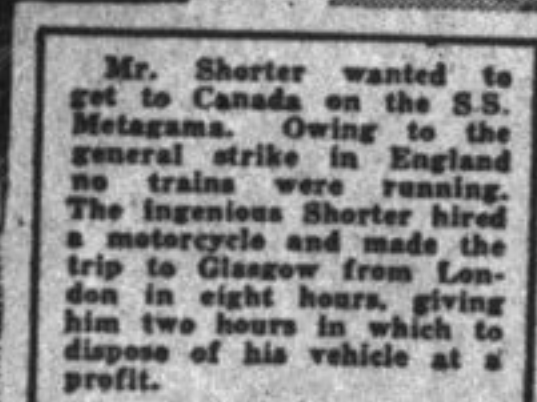 Mr. Shorter wanted to
get to Canada on the S.S.
Metagama. Owing to the
general strike in England
no trains were running.
The ingenious Shorter hired
a motorcycle and made the
trip to Glasgow from Lon-
don in eight hours, giving
him two hours in which to
dispose of his vehicle at a
profit.